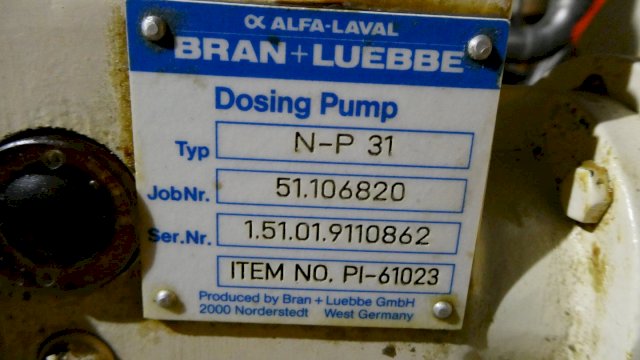 α ALFA-LAVAL
BRAN+LUEBBE
Dosing Pump
Typ N-P 31
JobNr. 51.106820
Ser.Nr. 1.51.01.9110862
ITEM NO. PI-61023
Produced by Bran + Luebbe GmbH
2000 Norderstedt West Germany